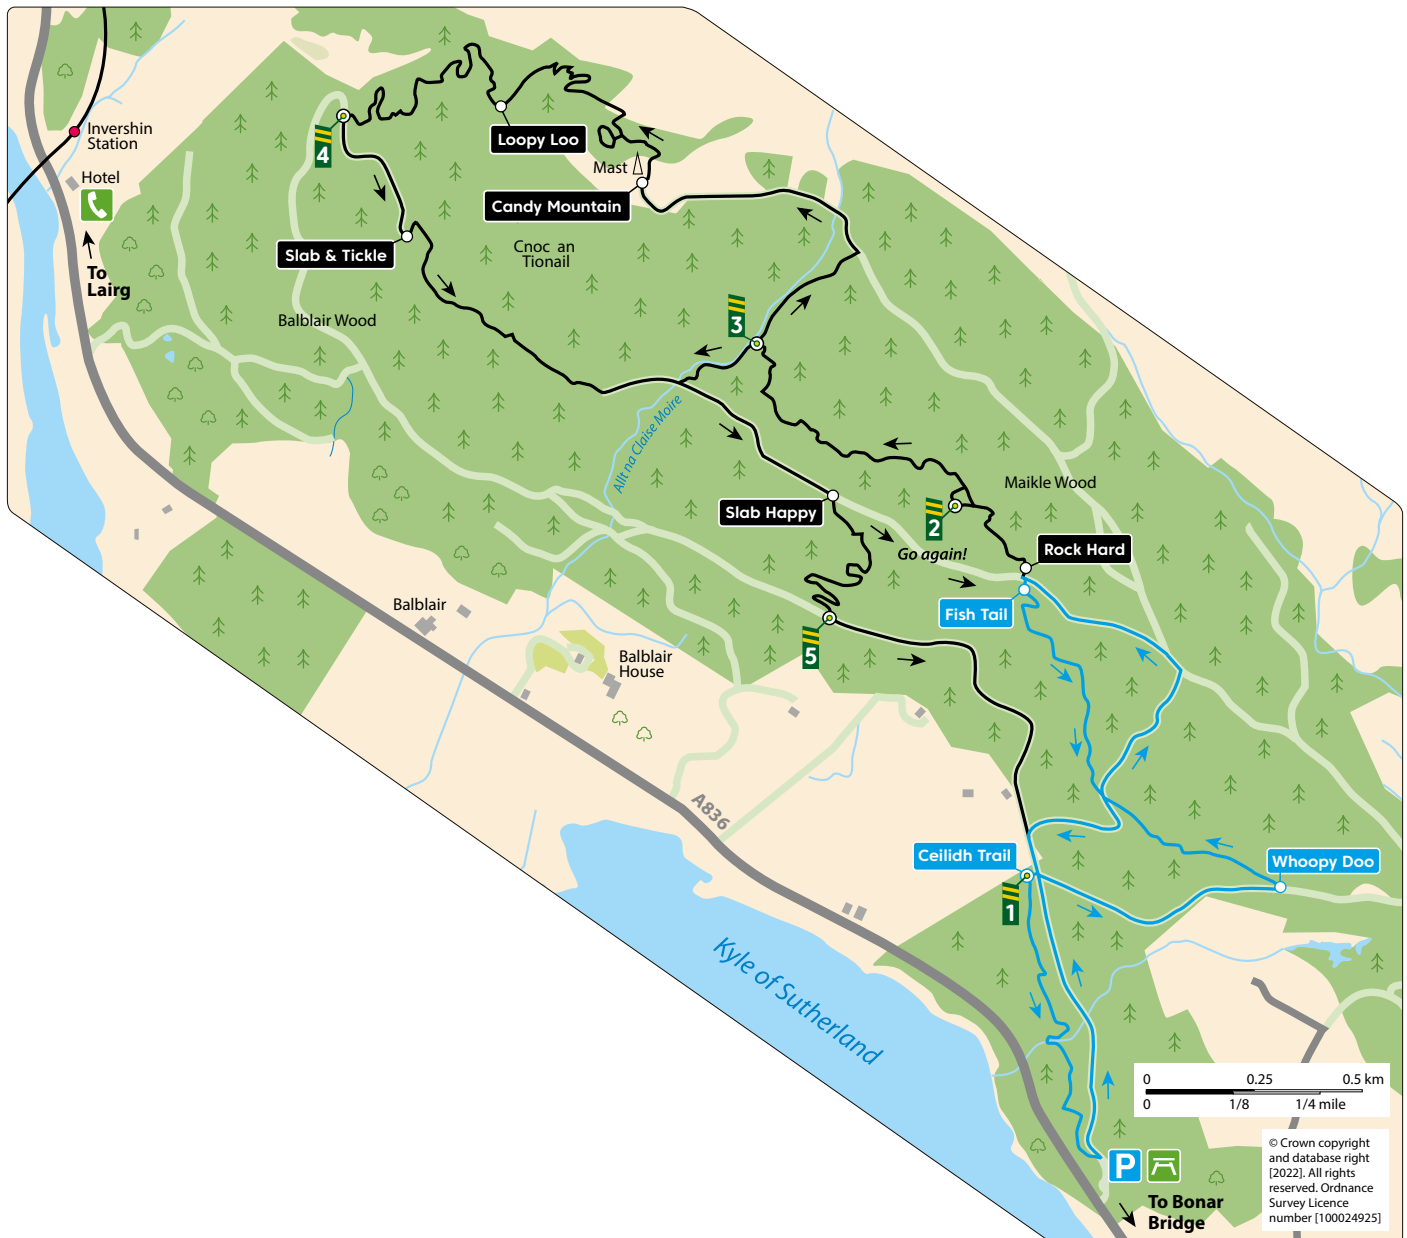 Invershin
Station
Hotel
To
Lairg
4
Loopy Loo
Mast
Candy Mountain
Slab & Tickle
Cnoc an
Tionail
Balblair Wood
3
Allt na Claise Moire
Slab Happy
2
Maikle Wood
Go again!
Rock Hard
Fish Tail
Balblair
Balblair
House
5
A836
Ceilidh Trail
Whoopy Doo
1
Kyle of Sutherland
0 0.25 0.5 km
0 1/8 1/4 mile
P
To Bonar
Bridge
© Crown copyright
and database right
[2022]. All rights
reserved. Ordnance
Survey Licence
number [100024925]